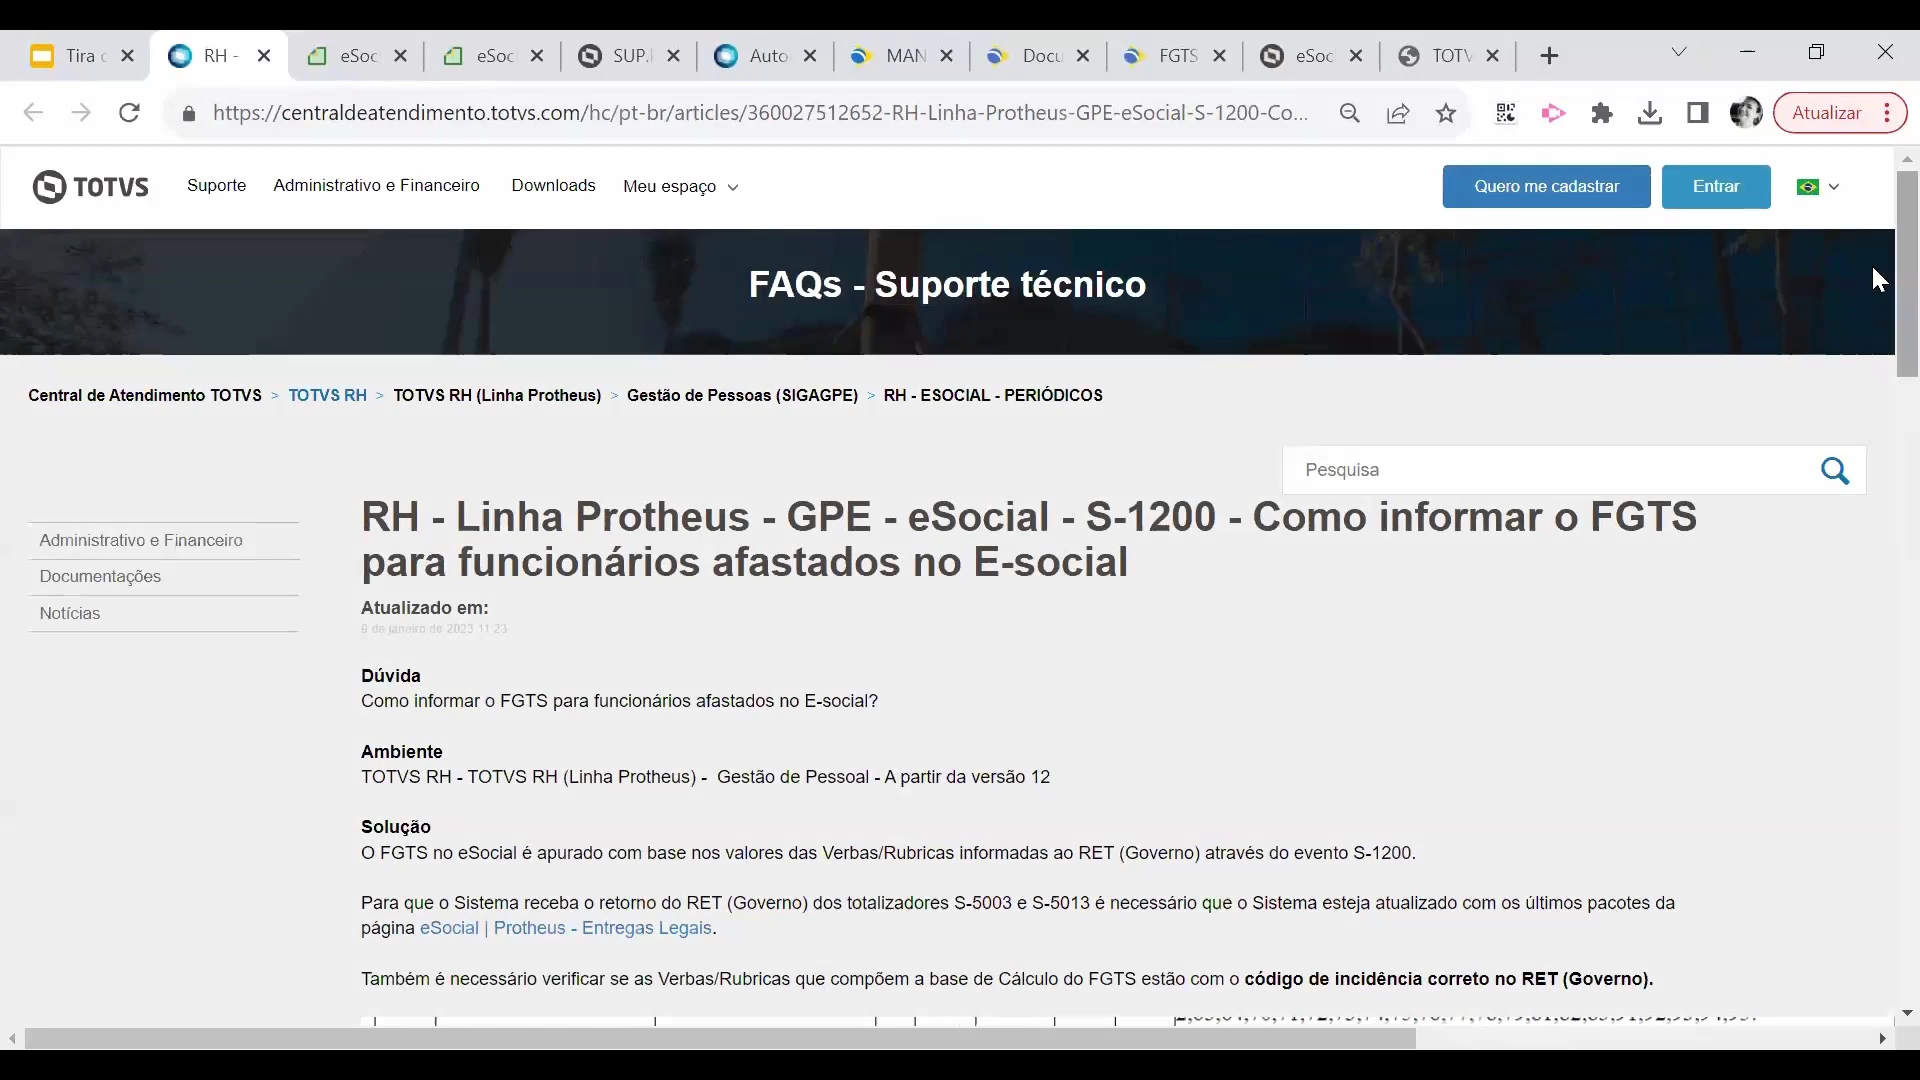 Tira
RH -
eSoc
eSoc
SUP.
Auto
MAN
Docu
FGTS
eSoc
TOTV
https://centraldeatendimento.totvs.com/hc/pt-br/articles/360027512652-RH-Linha-Protheus-GPE-eSocial-S-1200-Co...
Atualizar
TOTVS
Suporte
Administrativo e Financeiro
Downloads
Meu espaço
Quero me cadastrar
Entrar
FAQs - Suporte técnico
Central de Atendimento TOTVS > TOTVS RH > TOTVS RH (Linha Protheus) > Gestão de Pessoas (SIGAGPE) > RH - ESOCIAL - PERIÓDICOS
Pesquisa
Administrativo e Financeiro
Documentações
Notícias
RH - Linha Protheus - GPE - eSocial - S-1200 - Como informar o FGTS
para funcionários afastados no E-social
Atualizado em:
9 de janeiro de 2023 11:23
Dúvida
Como informar o FGTS para funcionários afastados no E-social?
Ambiente
TOTVS RH - TOTVS RH (Linha Protheus) - Gestão de Pessoal - A partir da versão 12
Solução
O FGTS no eSocial é apurado com base nos valores das Verbas/Rubricas informadas ao RET (Governo) através do evento S-1200.
Para que o Sistema receba o retorno do RET (Governo) dos totalizadores S-5003 e S-5013 é necessário que o Sistema esteja atualizado com os últimos pacotes da
página eSocial | Protheus - Entregas Legais.
Também é necessário verificar se as Verbas/Rubricas que compõem a base de Cálculo do FGTS estão com o código de incidência correto no RET (Governo).